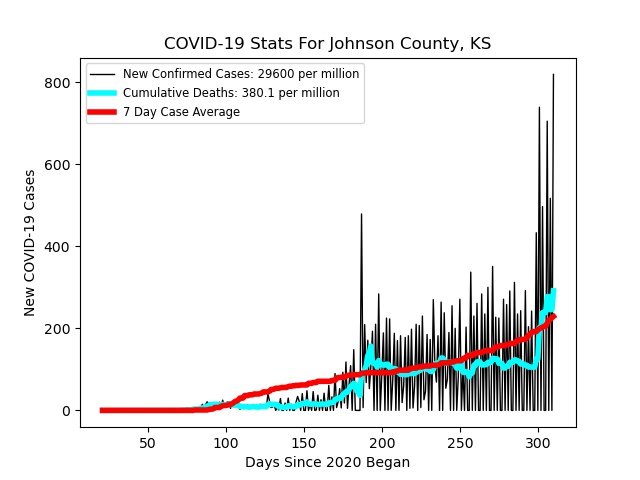 COVID-19 Stats For Johnson County, KS
New Confirmed Cases: 29600 per million
Cumulative Deaths: 380.1 per million
7 Day Case Average
New COVID-19 Cases
800
600
400
200
0
50 100 150 200 250 300
Days Since 2020 Began